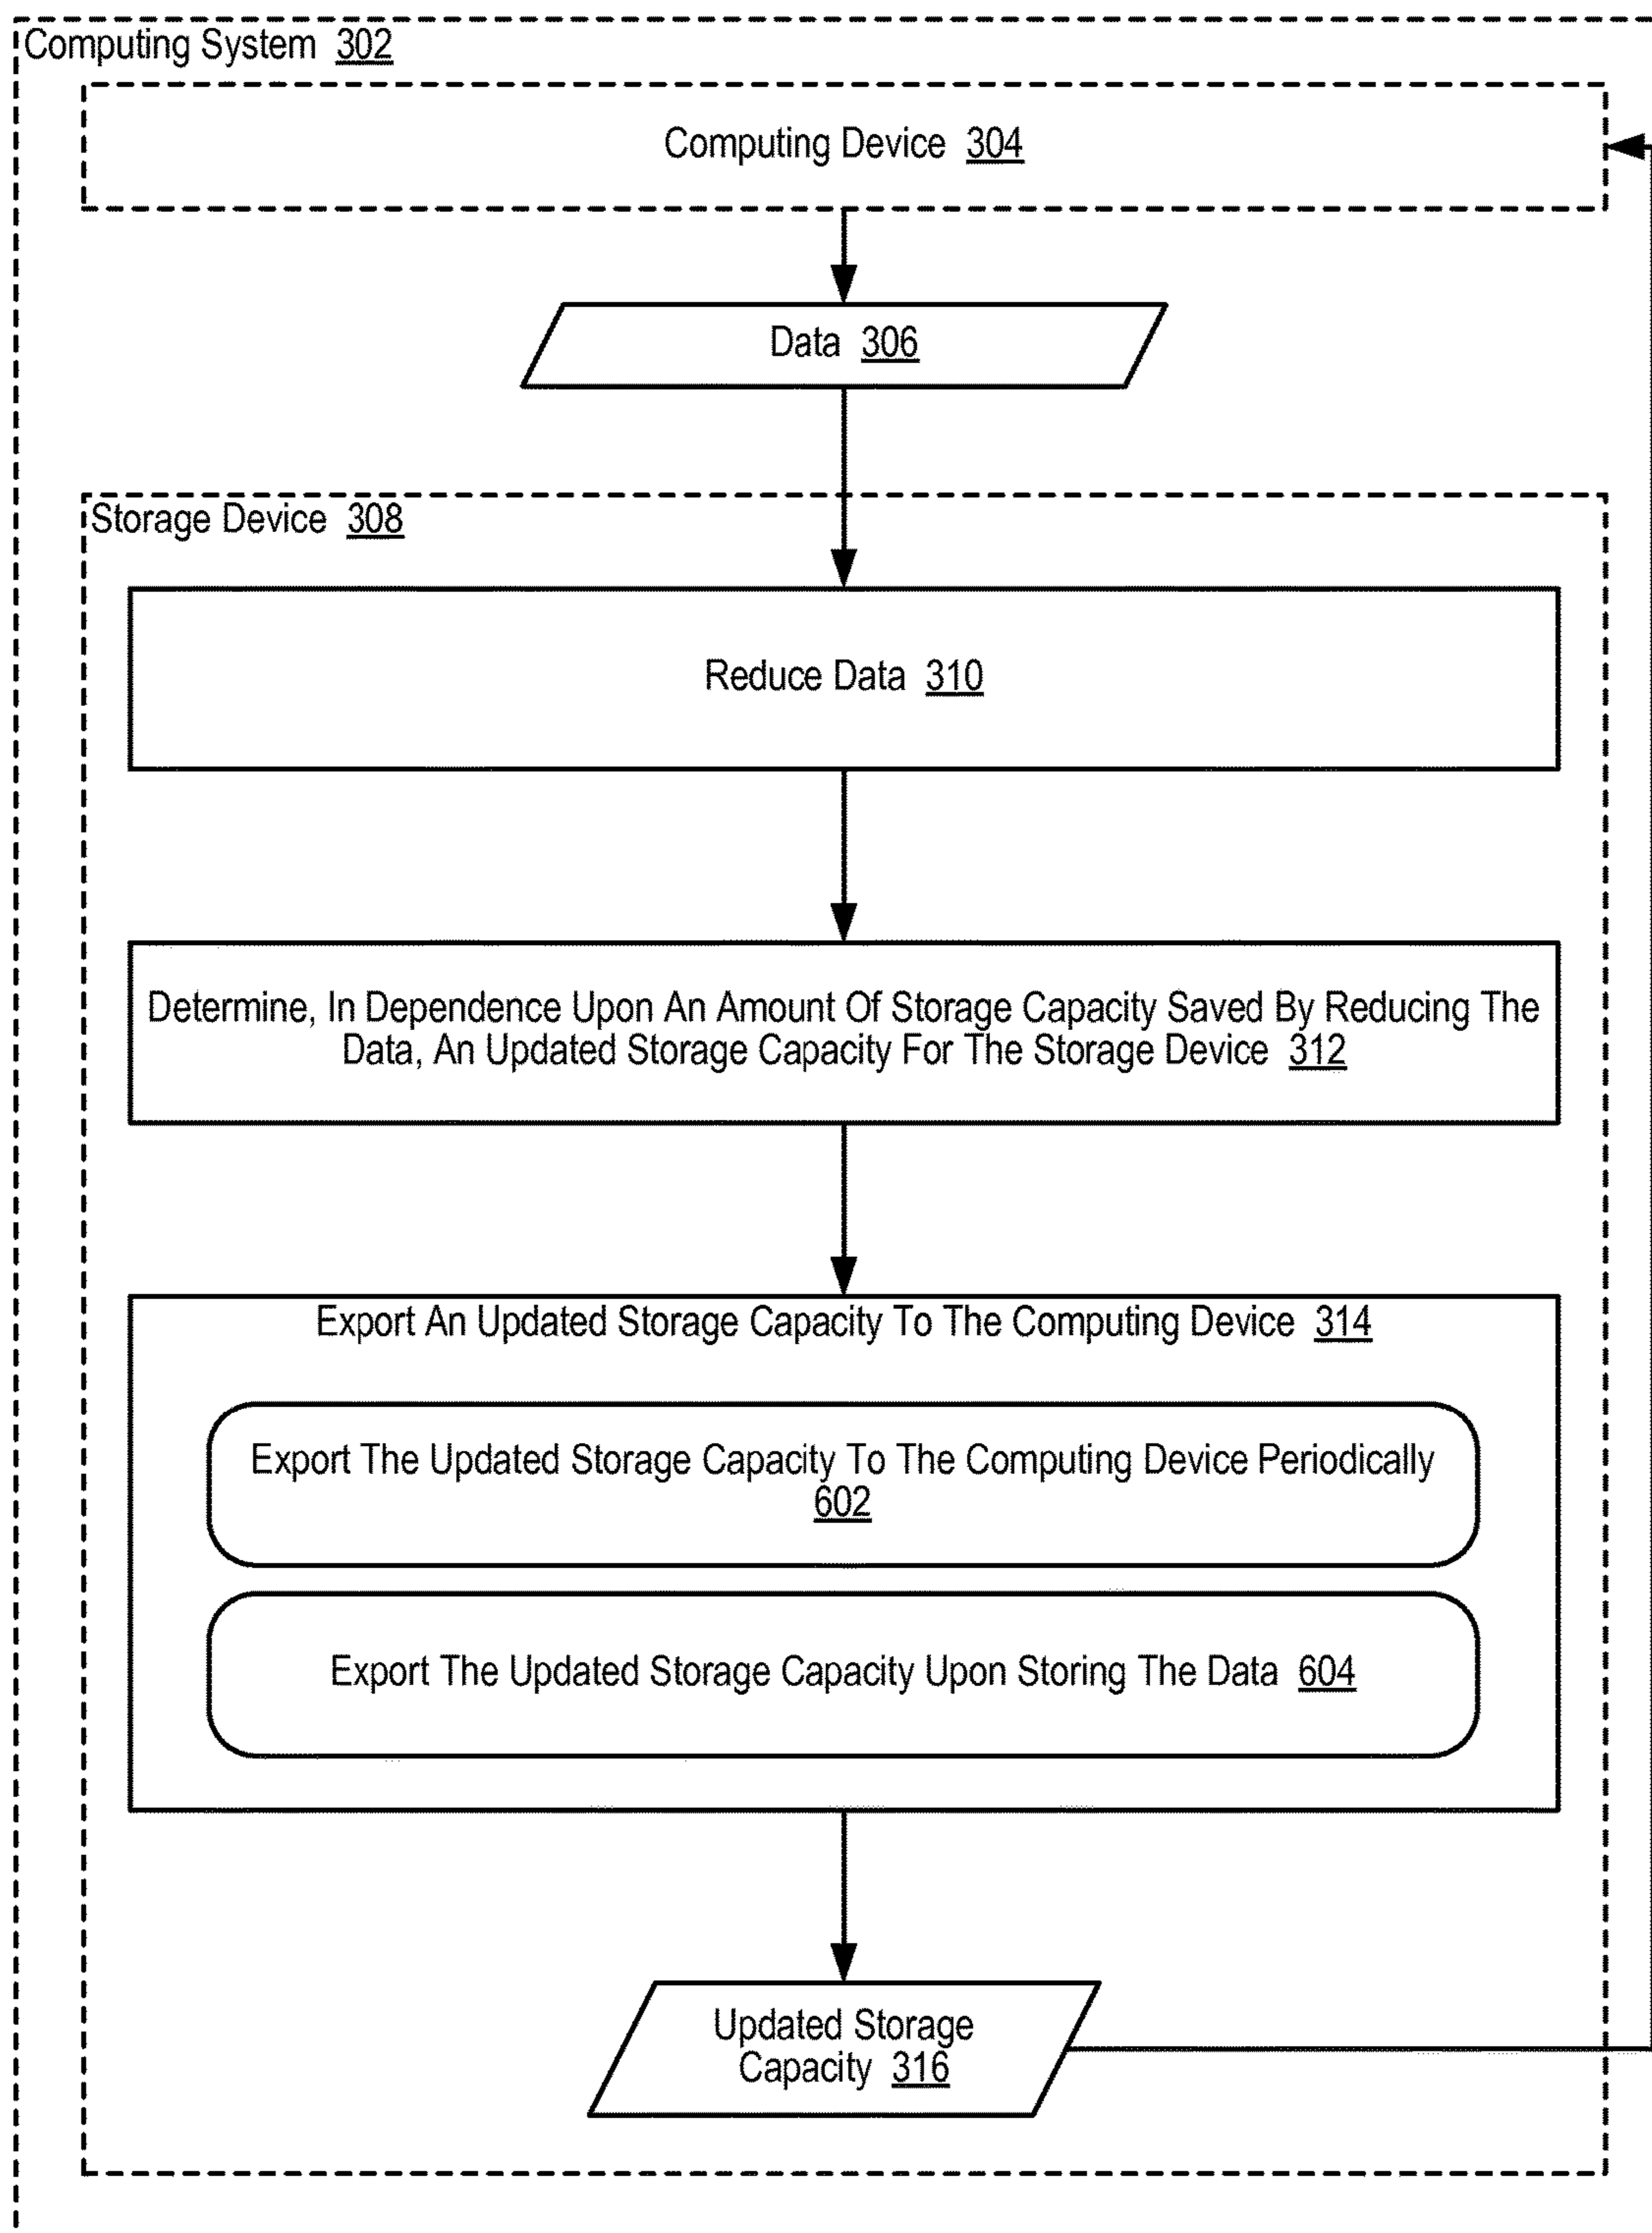 Computing System 302
Computing Device 304
Data 306
Storage Device 308
Reduce Data 310
Determine, In Dependence Upon An Amount Of Storage Capacity Saved By Reducing The
Data, An Updated Storage Capacity For The Storage Device 312
Export An Updated Storage Capacity To The Computing Device 314
Export The Updated Storage Capacity To The Computing Device Periodically
602
Export The Updated Storage Capacity Upon Storing The Data 604
Updated Storage
Capacity 316